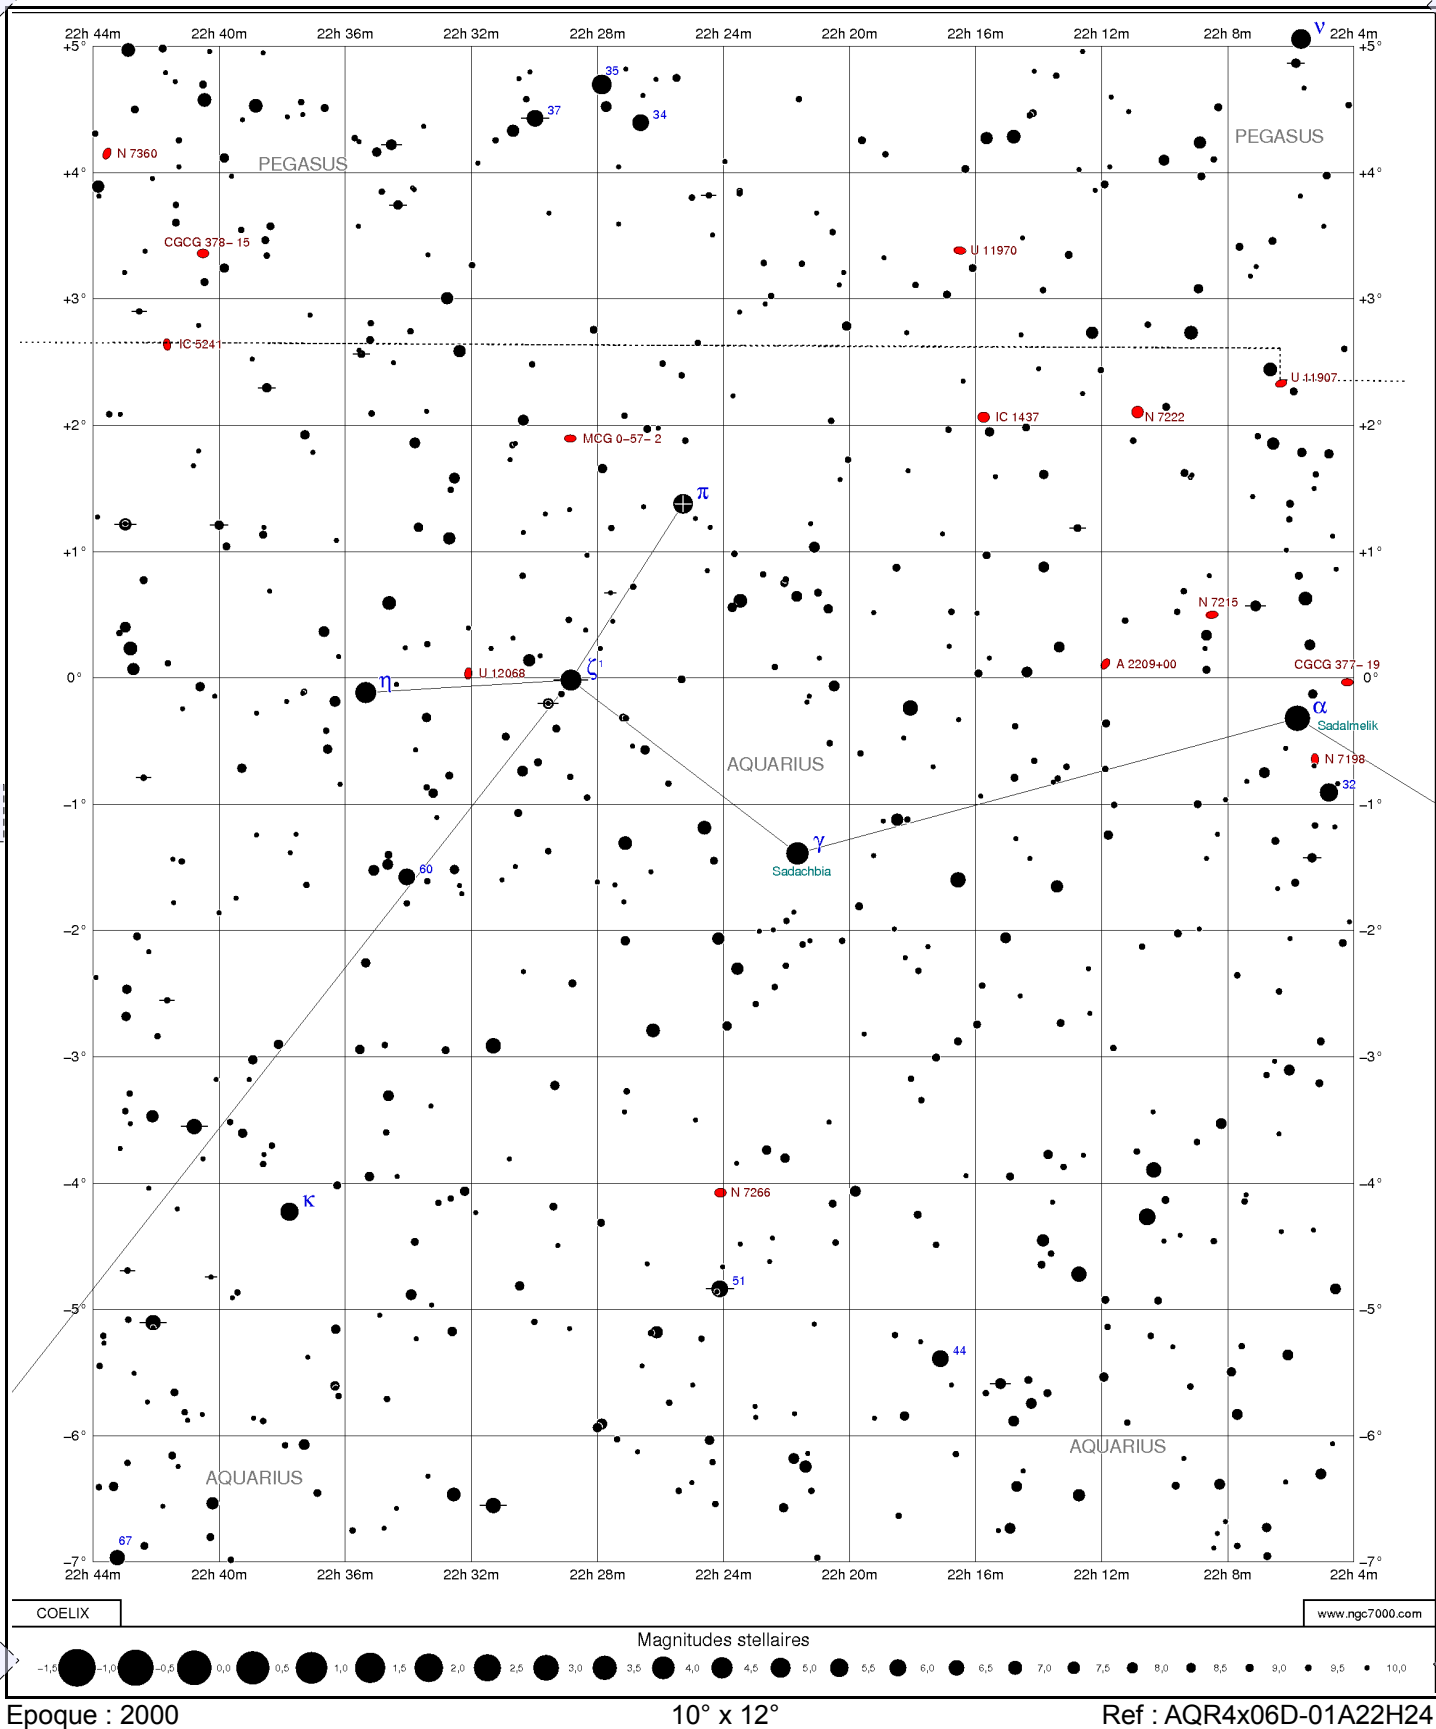 ν
22h 44m 22h 40m 22h 36m 22h 32m 22h 28m 22h 24m 22h 20m 22h 16m 22h 12m 22h 8m 22h 4m
+5° +5°
35
37 34
N 7360 PEGASUS PEGASUS
+4° +4°
CGCG 378- 15 U 11970
+3° +3°
IC 5241
U 11907
IC 1437 N 7222
+2° +2°
MCG 0-57- 2
π
+1° +1°
N 7215
ζ1
U 12068 A 2209+00 CGCG 377- 19
0° 0°
η
α
Sadalmelik
AQUARIUS N 7198
32
-1° -1°
γ
Sadachbia
60
-2° -2°
-3° -3°
-4° -4°
κ N 7266
51
-5° -5°
44
-6° -6°
AQUARIUS
AQUARIUS
67
-7° -7°
22h 44m 22h 40m 22h 36m 22h 32m 22h 28m 22h 24m 22h 20m 22h 16m 22h 12m 22h 8m 22h 4m
COELIX www.ngc7000.com
Magnitudes stellaires
-1,5 -1,0 -0,5 0,0 0,5 1,0 1,5 2,0 2,5 3,0 3,5 4,0 4,5 5,0 5,5 6,0 6,5 7,0 7,5 8,0 8,5 9,0 9,5 10,0
Epoque : 2000 10° x 12° Ref : AQR4x06D-01A22H24